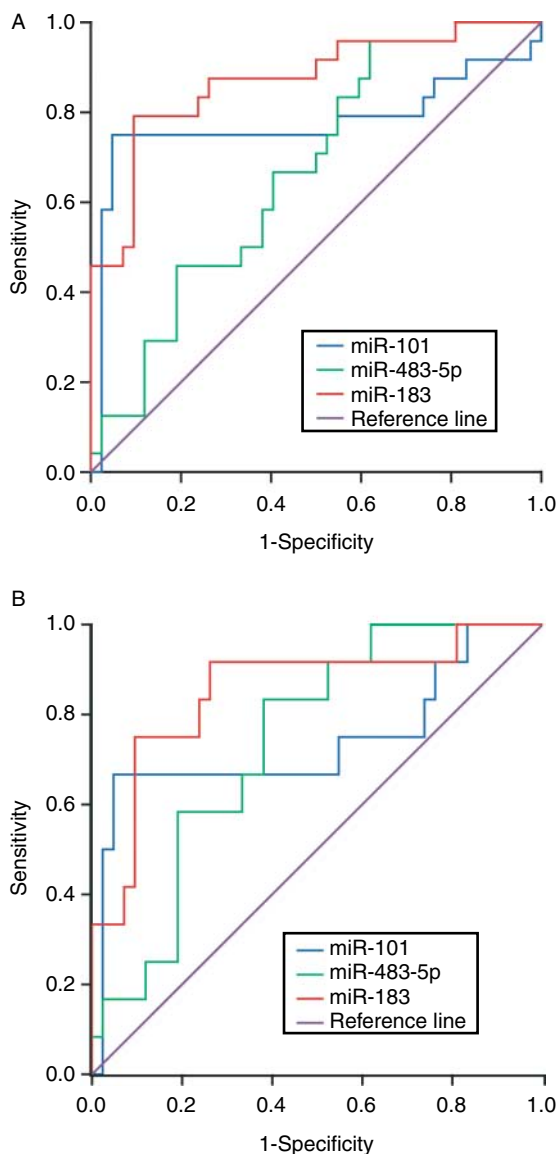 A
1.0
0.8
0.6
0.4
0.2
0.0
Sensitivity
miR-101
miR-483-5p
miR-183
Reference line
0.0 0.2 0.4 0.6 0.8 1.0
1-Specificity
B
1.0
0.8
0.6
0.4
0.2
0.0
Sensitivity
miR-101
miR-483-5p
miR-183
Reference line
0.0 0.2 0.4 0.6 0.8 1.0
1-Specificity